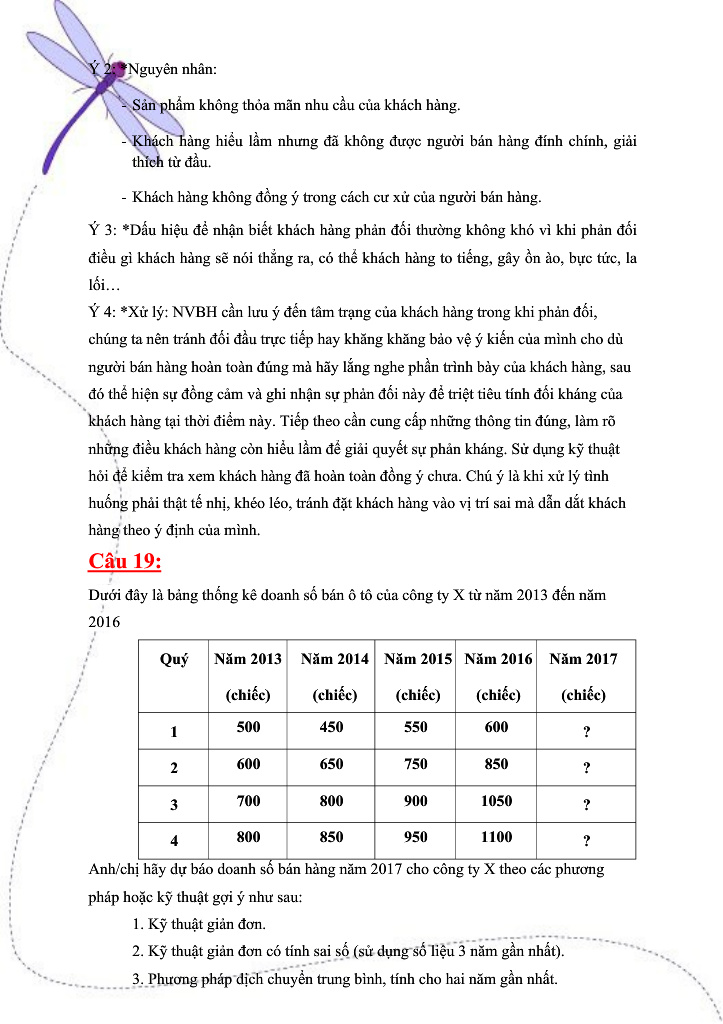 Ý 2: *Nguyên nhân:
- Sản phẩm không thỏa mãn nhu cầu của khách hàng.
- Khách hàng hiểu lầm nhưng đã không được người bán hàng đính chính, giải
thích từ đầu.
- Khách hàng không đồng ý trong cách cư xử của người bán hàng.
Ý 3: *Dấu hiệu để nhận biết khách hàng phản đối thường không khó vì khi phản đối
điều gì khách hàng sẽ nói thẳng ra, có thể khách hàng to tiếng, gây ồn ào, bực tức, la
lối…
Ý 4: *Xử lý: NVBH cần lưu ý đến tâm trạng của khách hàng trong khi phản đối,
chúng ta nên tránh đối đầu trực tiếp hay khăng khăng bảo vệ ý kiến của mình cho dù
người bán hàng hoàn toàn đúng mà hãy lắng nghe phần trình bày của khách hàng, sau
đó thể hiện sự đồng cảm và ghi nhận sự phản đối này để triệt tiêu tính đối kháng của
khách hàng tại thời điểm này. Tiếp theo cần cung cấp những thông tin đúng, làm rõ
những điều khách hàng còn hiểu lầm để giải quyết sự phản kháng. Sử dụng kỹ thuật
hỏi để kiểm tra xem khách hàng đã hoàn toàn đồng ý chưa. Chú ý là khi xử lý tình
huống phải thật tế nhị, khéo léo, tránh đặt khách hàng vào vị trí sai mà dẫn dắt khách
hàng theo ý định của mình.
Câu 19:
Dưới đây là bảng thống kê doanh số bán ô tô của công ty X từ năm 2013 đến năm
2016
Quý Năm 2013 Năm 2014 Năm 2015 Năm 2016 Năm 2017
(chiếc) (chiếc) (chiếc) (chiếc) (chiếc)
1 500 450 550 600 ?
2 600 650 750 850 ?
3 700 800 900 1050 ?
4 800 850 950 1100 ?
Anh/chị hãy dự báo doanh số bán hàng năm 2017 cho công ty X theo các phương
pháp hoặc kỹ thuật gợi ý như sau:
1. Kỹ thuật giản đơn.
2. Kỹ thuật giản đơn có tính sai số (sử dụng số liệu 3 năm gần nhất).
3. Phương pháp dịch chuyển trung bình, tính cho hai năm gần nhất.